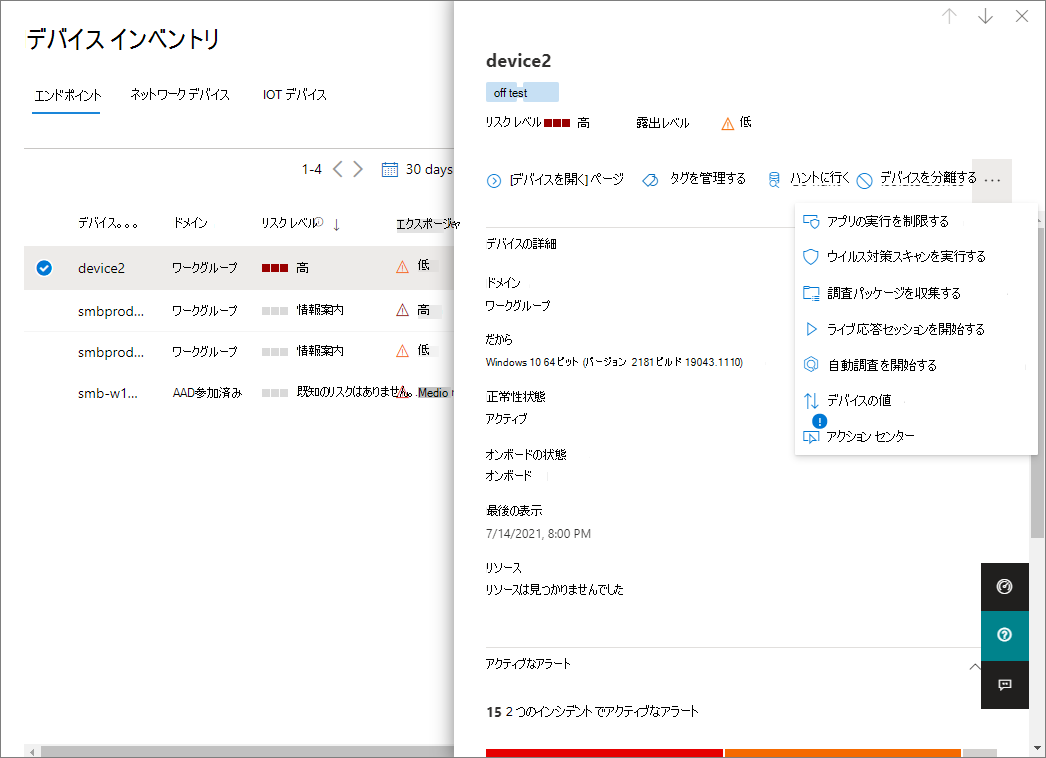 デバイス インベントリ
エンドポイント ネットワークデバイス IOT デバイス
1-4 30 days
デバイス。。。 ドメイン リスク レベル エクスポージャ
device2 ワークグループ 高 低
smbprod... ワークグループ 情報案内 高
smbprod... ワークグループ 情報案内 低
smb-w1... AAD参加済み 既知のリスクはありません。 Medio
device2
off test
リスク レベル 高 露出レベル 低
[デバイスを開く] ページ タグを管理する ハントに行く デバイスを分離する ...
アプリの実行を制限する
ウイルス対策スキャンを実行する
調査パッケージを収集する
ライブ応答セッションを開始する
自動調査を開始する
デバイスの値
アクション センター
デバイスの詳細
ドメイン
ワークグループ
だから
Windows 10 64ビット (バージョン 2181ビルド 19043.1110)
正常性状態
アクティブ
オンボードの状態
オンボード
最後の表示
7/14/2021, 8:00 PM
リソース
リソースは見つかりませんでした
アクティブなアラート
15 2 つのインシデントでアクティブなアラート